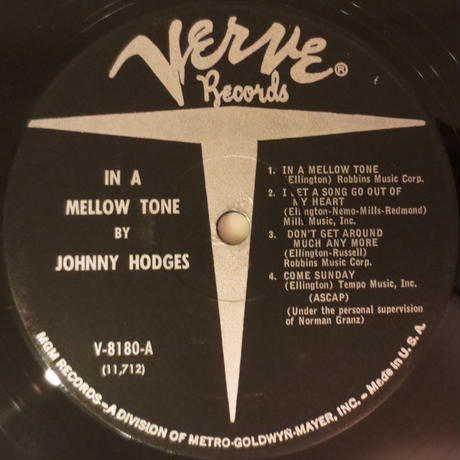 Verve ®
Records
IN A
MELLOW TONE
BY
JOHNNY HODGES
V-8180-A
(11,712)
1. IN A MELLOW TONE
(Ellington) Robbins Music Corp.
2. I ET A SONG GO OUT OF
MY HEART
(Ellington-Nemo-Mills-Redmond)
Mills Music, Inc.
3. DON'T GET AROUND
MUCH ANY MORE
(Ellington-Russell)
Robbins Music Corp.
4. COME SUNDAY
(Ellington) Tempo Music, Inc.
(ASCAP)
(Under the personal supervision
of Norman Granz)
MGM RECORDS—A DIVISION OF METRO-GOLDWYN-MAYER, INC. — Made in U. S. A.